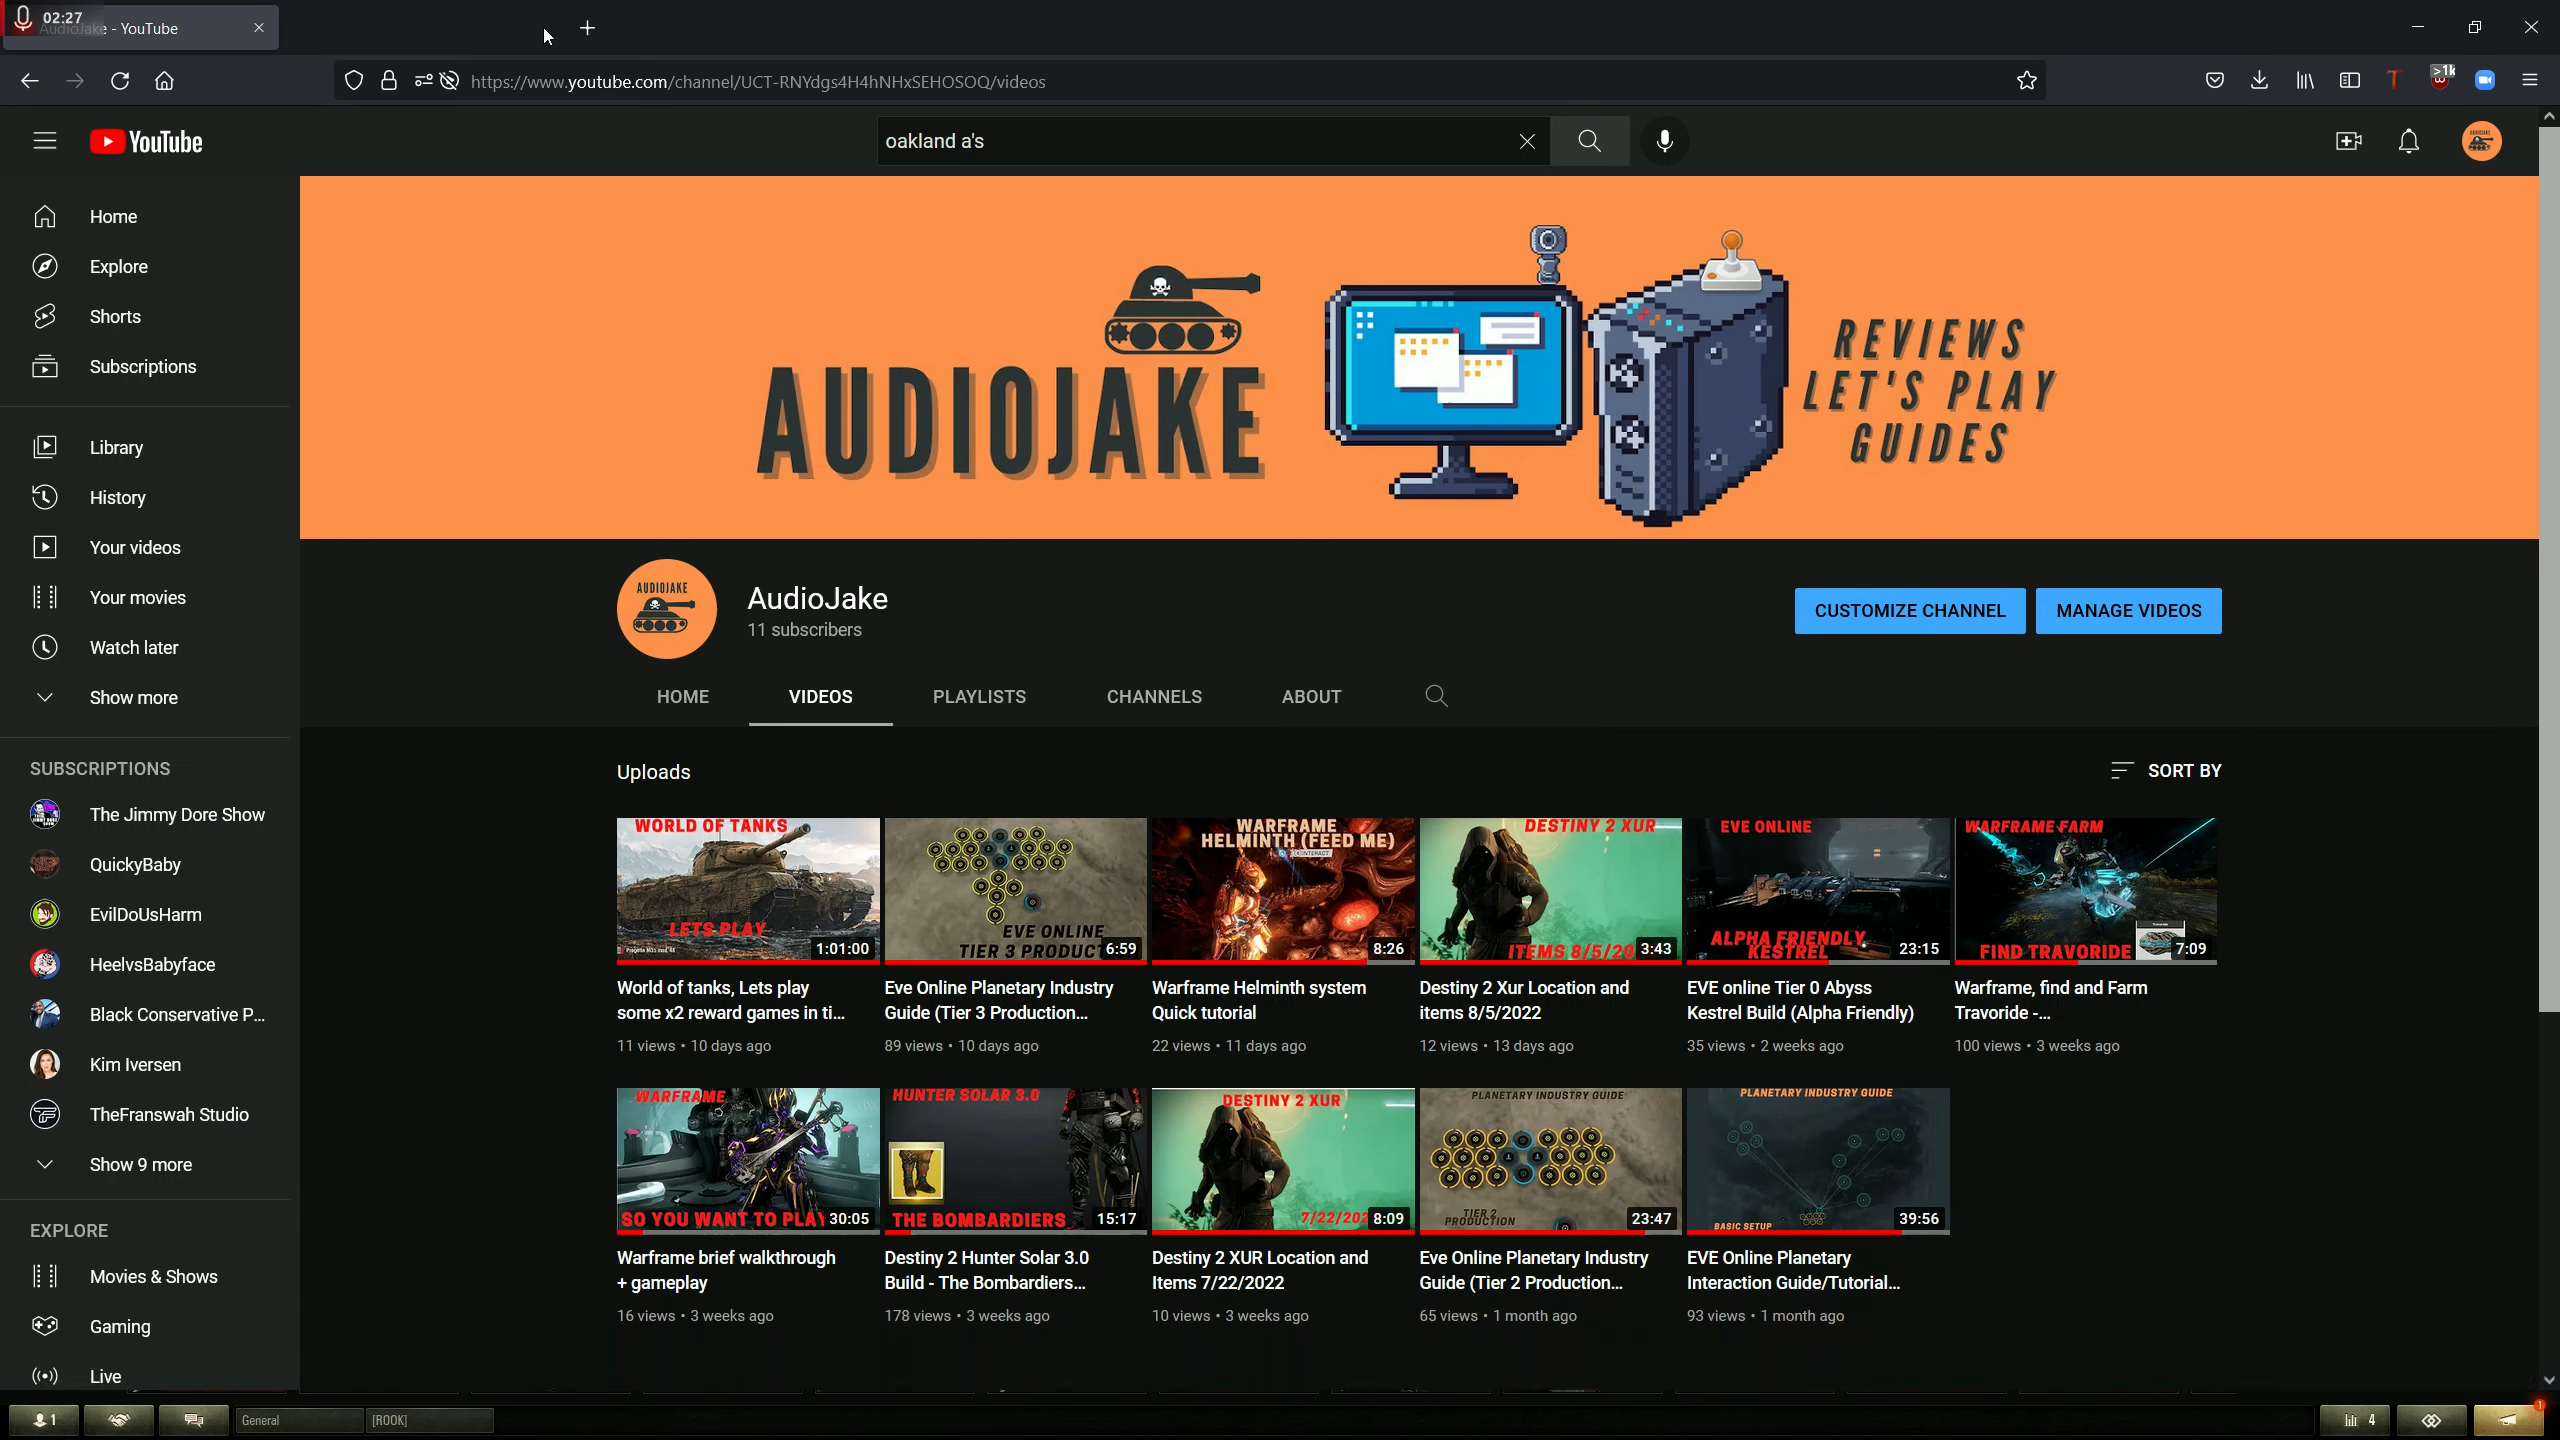 02:27
AudioJake - YouTube
https://www.youtube.com/channel/UCT-RNYdgs4H4hNHxSEHOSOQ/videos
>1k
YouTube
oakland a's
Home
Explore
Shorts
Subscriptions
Library
History
Your videos
Your movies
Watch later
Show more
SUBSCRIPTIONS
The Jimmy Dore Show
QuickyBaby
EvilDoUsHarm
HeelvsBabyface
Black Conservative P...
Kim Iversen
TheFranswah Studio
Show 9 more
EXPLORE
Movies & Shows
Gaming
Live
AUDIOJAKE
REVIEWS
LET'S PLAY
GUIDES
AUDIOJAKE
AudioJake
11 subscribers
CUSTOMIZE CHANNEL
MANAGE VIDEOS
HOME
VIDEOS
PLAYLISTS
CHANNELS
ABOUT
Uploads
SORT BY
WORLD OF TANKS
LETS PLAY
1:01:00
World of tanks, Lets play
some x2 reward games in ti...
11 views • 10 days ago
EVE ONLINE
TIER 3 PRODUCT
6:59
Eve Online Planetary Industry
Guide (Tier 3 Production...
89 views • 10 days ago
WARFRAME
HELMINTH (FEED ME)
INTERACT
8:26
Warframe Helminth system
Quick tutorial
22 views • 11 days ago
DESTINY 2 XUR
ITEMS 8/5/20
3:43
Destiny 2 Xur Location and
items 8/5/2022
12 views • 13 days ago
EVE ONLINE
ALPHA FRIENDLY
KESTREL
23:15
EVE online Tier 0 Abyss
Kestrel Build (Alpha Friendly)
35 views • 2 weeks ago
WARFRAME FARM
FIND TRAVORIDE
7:09
Warframe, find and Farm
Travoride -...
100 views • 3 weeks ago
WARFRAME
SO YOU WANT TO PLAY
30:05
Warframe brief walkthrough
+ gameplay
16 views • 3 weeks ago
HUNTER SOLAR 3.0
THE BOMBARDIERS
15:17
Destiny 2 Hunter Solar 3.0
Build - The Bombardiers...
178 views • 3 weeks ago
DESTINY 2 XUR
7/22/202
8:09
Destiny 2 XUR Location and
Items 7/22/2022
10 views • 3 weeks ago
PLANETARY INDUSTRY GUIDE
TIER 2
PRODUCTION
23:47
Eve Online Planetary Industry
Guide (Tier 2 Production...
65 views • 1 month ago
PLANETARY INDUSTRY GUIDE
BASIC SETUP
39:56
EVE Online Planetary
Interaction Guide/Tutorial...
93 views • 1 month ago
1
General
[ROOK]
4
1